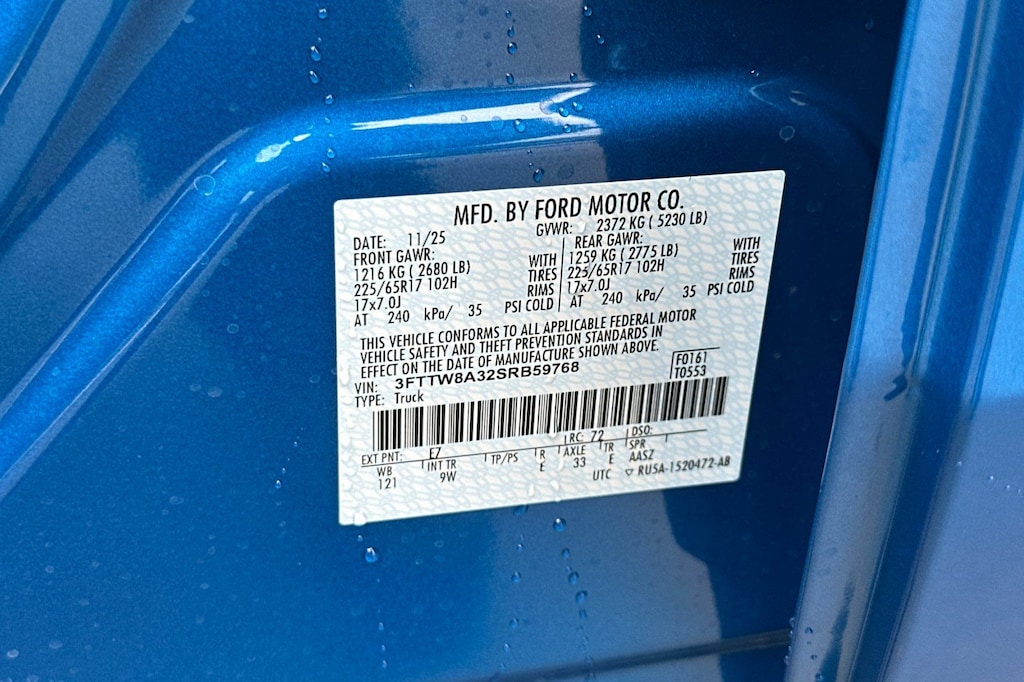 MFD. BY FORD MOTOR CO.
DATE: 11/25 GVWR: 2372 KG ( 5230 LB)
FRONT GAWR: REAR GAWR:
1216 KG ( 2680 LB) WITH 1259 KG ( 2775 LB) WITH
225/65R17 102H TIRES 225/65R17 102H TIRES
17x7.0J RIMS 17x7.0J RIMS
AT 240 kPa/ 35 PSI COLD AT 240 kPa/ 35 PSI COLD
THIS VEHICLE CONFORMS TO ALL APPLICABLE FEDERAL MOTOR
VEHICLE SAFETY AND THEFT PREVENTION STANDARDS IN
EFFECT ON THE DATE OF MANUFACTURE SHOWN ABOVE.
VIN: 3FTTW8A32SRB59768 F0161
TYPE: Truck T0553
EXT PNT: E7 RC: 72 DSO:
WB INT TR TP/PS R AXLE TR SPR
121 9W E 33 E AASZ
UTC ▽ RU5A-1520472-AB